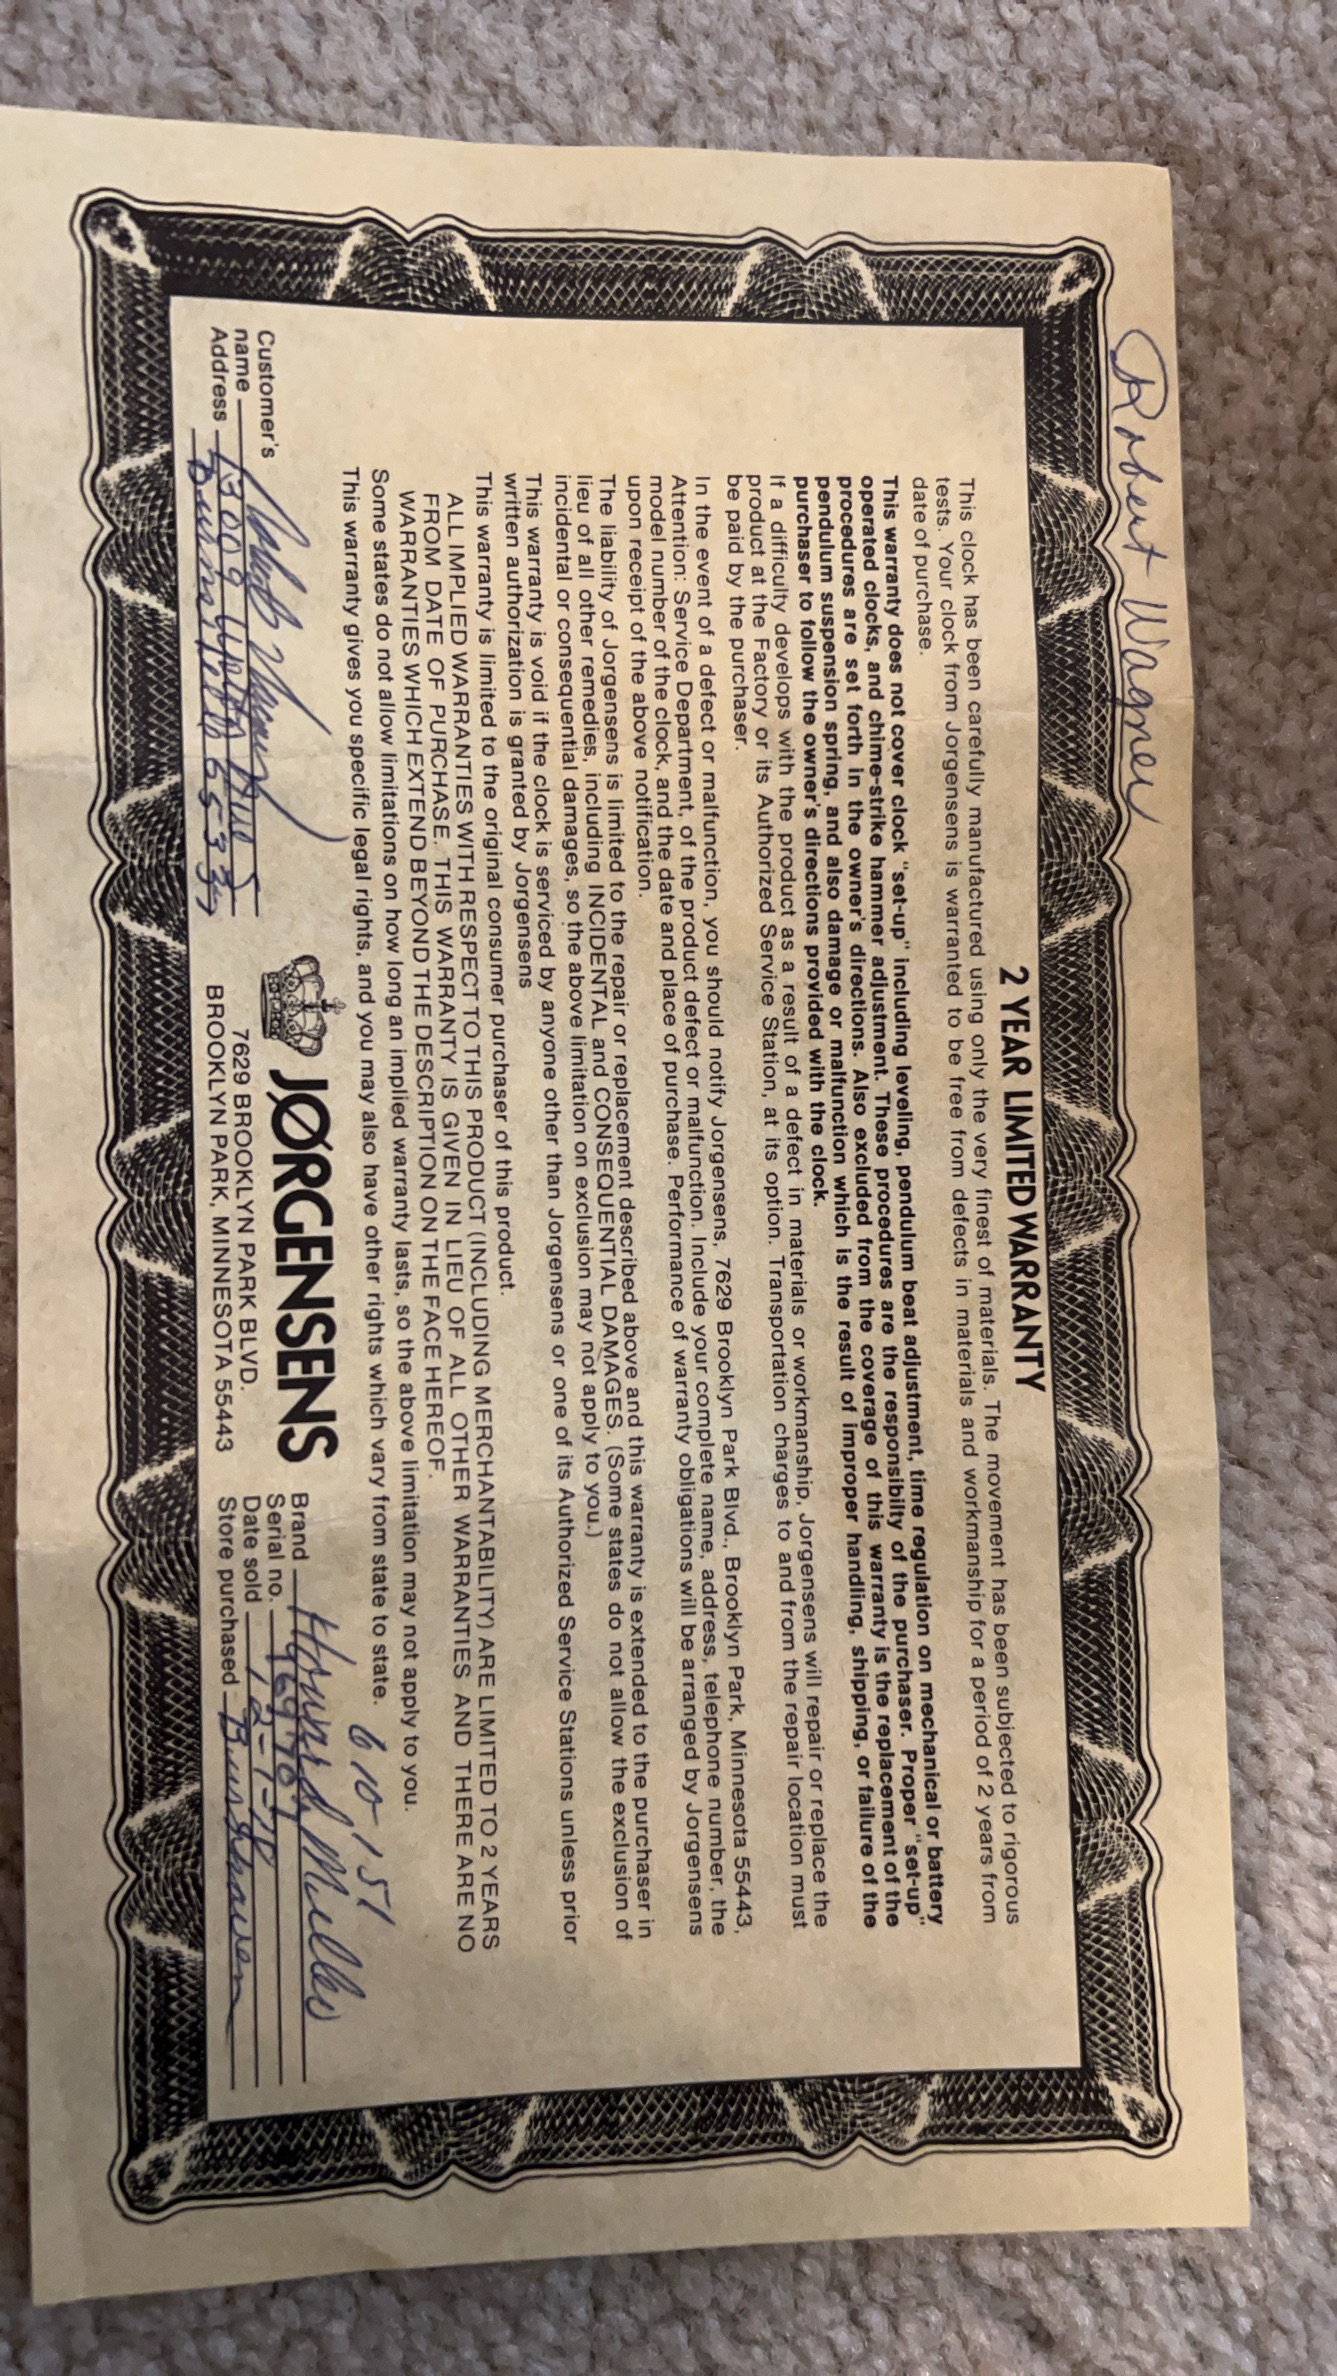 Robert Wagner
2 YEAR LIMITED WARRANTY
This clock has been carefully manufactured using only the very finest of materials. The movement has been subjected to rigorous
tests. Your clock from Jorgensens is warranted to be free from defects in materials and workmanship for a period of 2 years from
date of purchase.
This warranty does not cover clock "set-up" including leveling, pendulum beat adjustment, time regulation on mechanical or battery
operated clocks, and chime-strike hammer adjustment. These procedures are the responsibilty of the purchaser. Proper "set-up"
procedures are set forth in the owner's directions. Also excluded from the coverage of this warranty is the replacement of the
pendulum suspension spring, and also damage or malfunction which is the result of improper handling, shipping, or failure of the
purchaser to follow the owner's directions provided with the clock.
If a difficulty develops with the product as a result of a defect in materials or workmanship, Jorgensens will repair or replace the
product at the Factory or its Authorized Service Station, at its option. Transportation charges to and from the repair location must
be paid by the purchaser.
In the event of a defect or malfunction, you should notify Jorgensens, 7629 Brooklyn Park Blvd., Brooklyn Park, Minnesota 55443,
Attention: Service Department, of the product defect or malfunction. Include your complete name, address, telephone number, the
model number of the clock, and the date and place of purchase. Performance of warranty obligations will be arranged by Jorgensens
upon receipt of the above notification.
The liability of Jorgensens is limited to the repair or replacement described above and this warranty is extended to the purchaser in
lieu of all other remedies, including INCIDENTAL and CONSEQUENTIAL DAMAGES. (Some states do not allow the exclusion of
incidental or consequential damages, so the above limitation on exclusion may not apply to you.)
This warranty is void if the clock is serviced by anyone other than Jorgensens or one of its Authorized Service Stations unless prior
written authorization is granted by Jorgensens
This warranty is limited to the original consumer purchaser of this product.
ALL IMPLIED WARRANTIES WITH RESPECT TO THIS PRODUCT (INCLUDING MERCHANTABILITY) ARE LIMITED TO 2 YEARS
FROM DATE OF PURCHASE. THIS WARRANTY IS GIVEN IN LIEU OF ALL OTHER WARRANTIES AND THERE ARE NO
WARRANTIES WHICH EXTEND BEYOND THE DESCRIPTION ON THE FACE HEREOF.
Some states do not allow limitations on how long an implied warranty lasts, so the above limitation may not apply to you.
This warranty gives you specific legal rights, and you may also have other rights which vary from state to state.
610, 151
Customer's
name
Address 13009 Upton Ave S
Burnsville 
JØRGENSENS
7629 BROOKLYN PARK BLVD.
BROOKLYN PARK, MINNESOTA 55443
Brand Howard Miller
Serial no.
Date sold 12-1-78
Store purchased Burnhaven